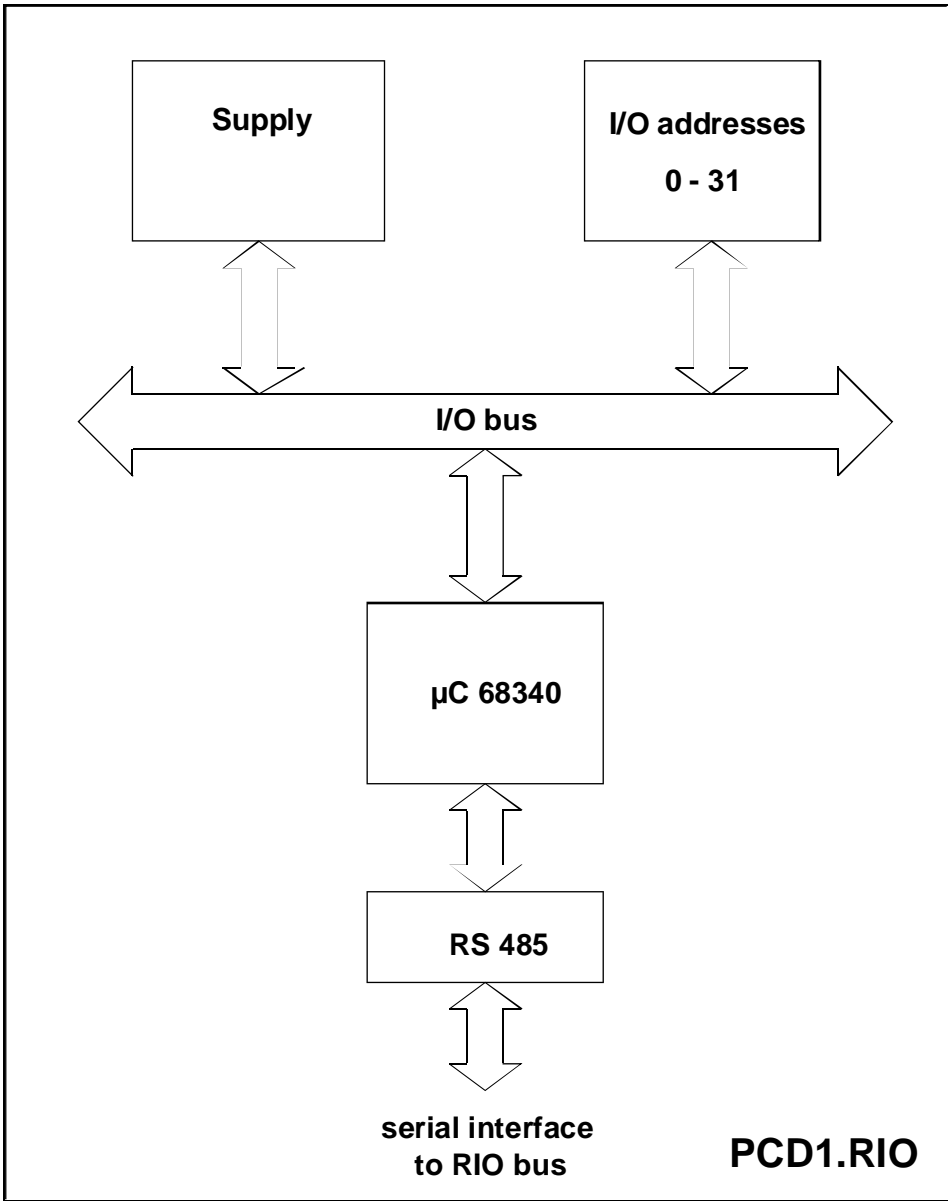 Supply
I/O addresses
0 - 31
I/O bus
µC 68340
RS 485
serial interface
to RIO bus
PCD1.RIO